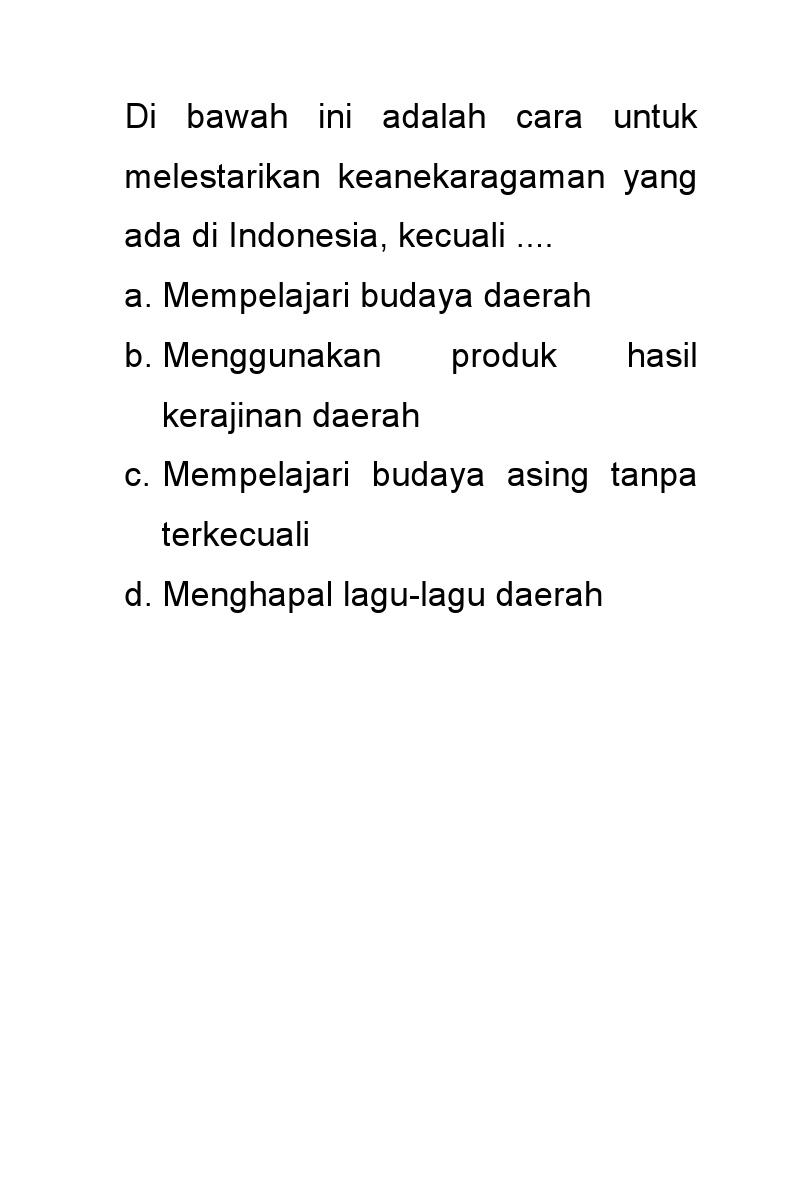 Di bawah ini adalah cara untuk
melestarikan keanekaragaman yang
ada di Indonesia, kecuali ....
a. Mempelajari budaya daerah
b. Menggunakan produk hasil
kerajinan daerah
c. Mempelajari budaya asing tanpa
terkecuali
d. Menghapal lagu-lagu daerah